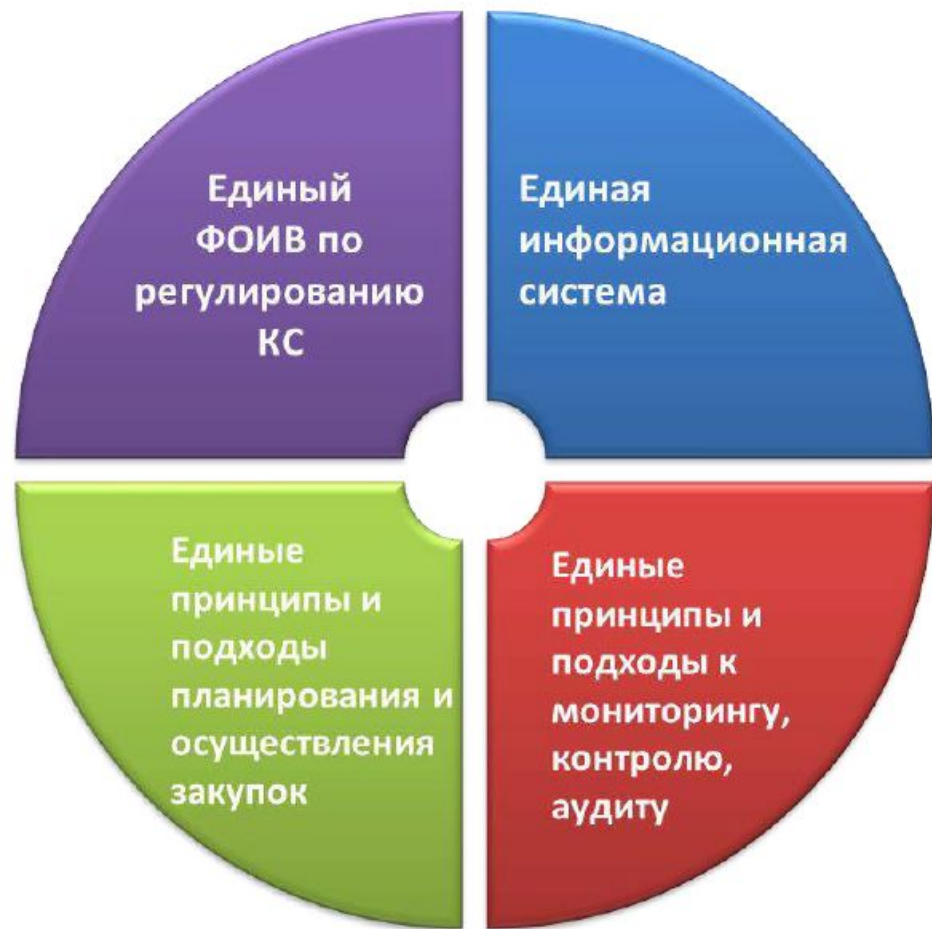 Единый
ФОИВ по
регулированию
КС
Единая
информационная
система
Единые
принципы и
подходы
планирования и
осуществления
закупок
Единые
принципы и
подходы к
мониторингу,
контролю,
аудиту